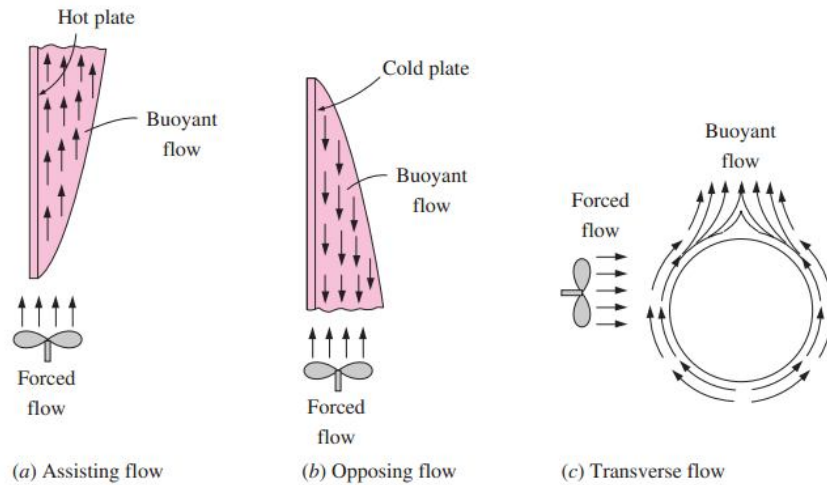 Hot plate
Buoyant
flow
Forced
flow
(a) Assisting flow
Cold plate
Buoyant
flow
Forced
flow
(b) Opposing flow
Buoyant
flow
Forced
flow
(c) Transverse flow